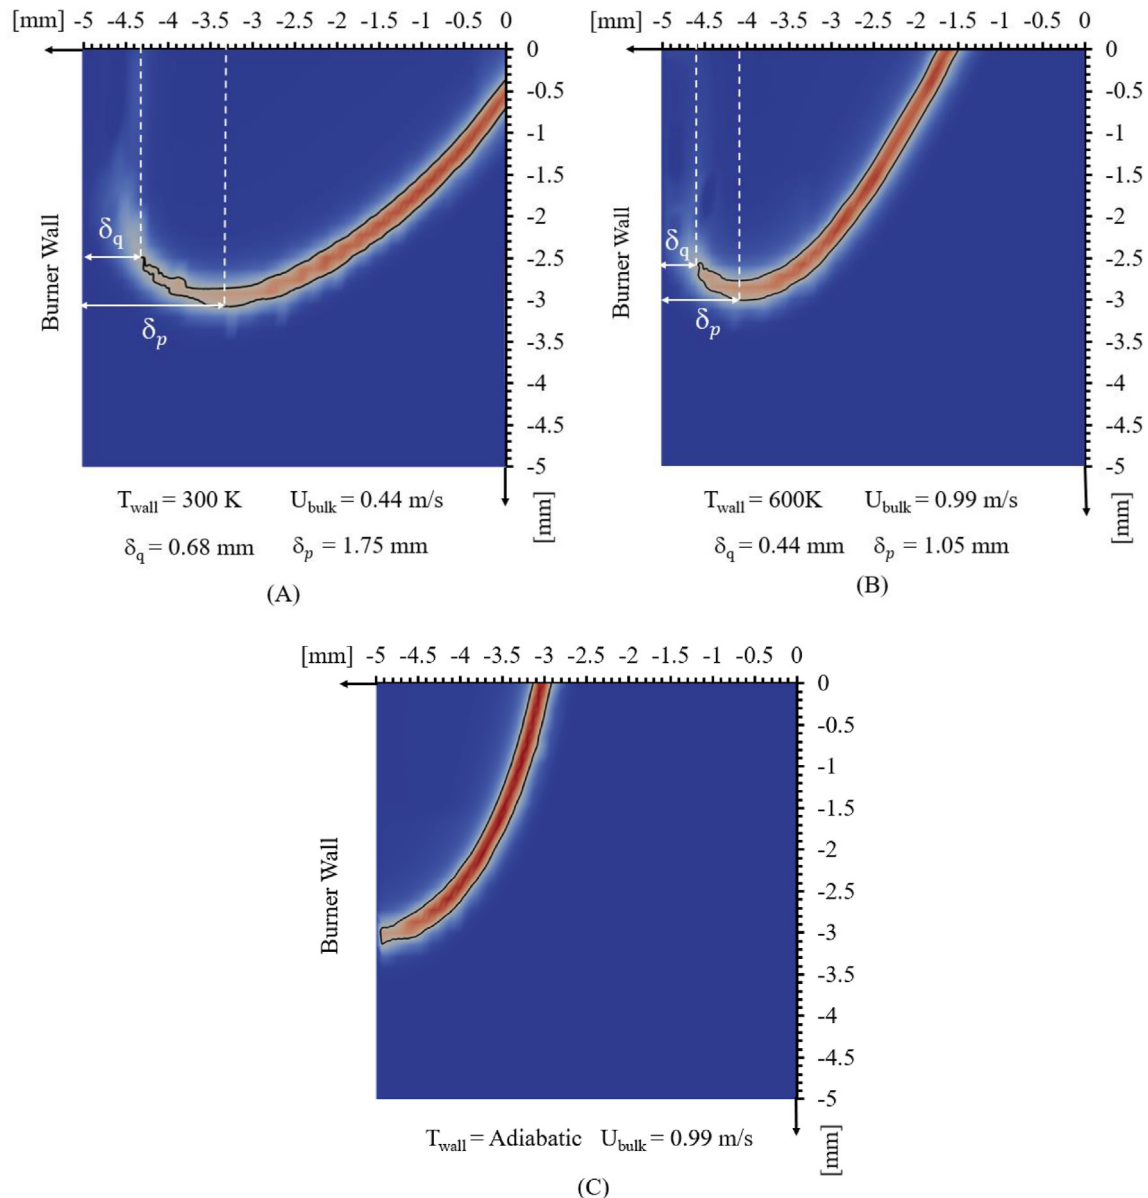 [mm] -5 -4.5 -4 -3.5 -3 -2.5 -2 -1.5 -1 -0.5 0
0
-0.5
-1
-1.5
-2
-2.5
-3
-3.5
-4
-4.5
-5
[mm]
Burner Wall
δq
δp
Twall = 300 K Ubulk = 0.44 m/s
δq = 0.68 mm δp = 1.75 mm
(A)
[mm] -5 -4.5 -4 -3.5 -3 -2.5 -2 -1.5 -1 -0.5 0
0
-0.5
-1
-1.5
-2
-2.5
-3
-3.5
-4
-4.5
-5
[mm]
Burner Wall
δq
δp
Twall = 600K Ubulk = 0.99 m/s
δq = 0.44 mm δp = 1.05 mm
(B)
[mm] -5 -4.5 -4 -3.5 -3 -2.5 -2 -1.5 -1 -0.5 0
0
-0.5
-1
-1.5
-2
-2.5
-3
-3.5
-4
-4.5
-5
[mm]
Burner Wall
Twall = Adiabatic Ubulk = 0.99 m/s
(C)